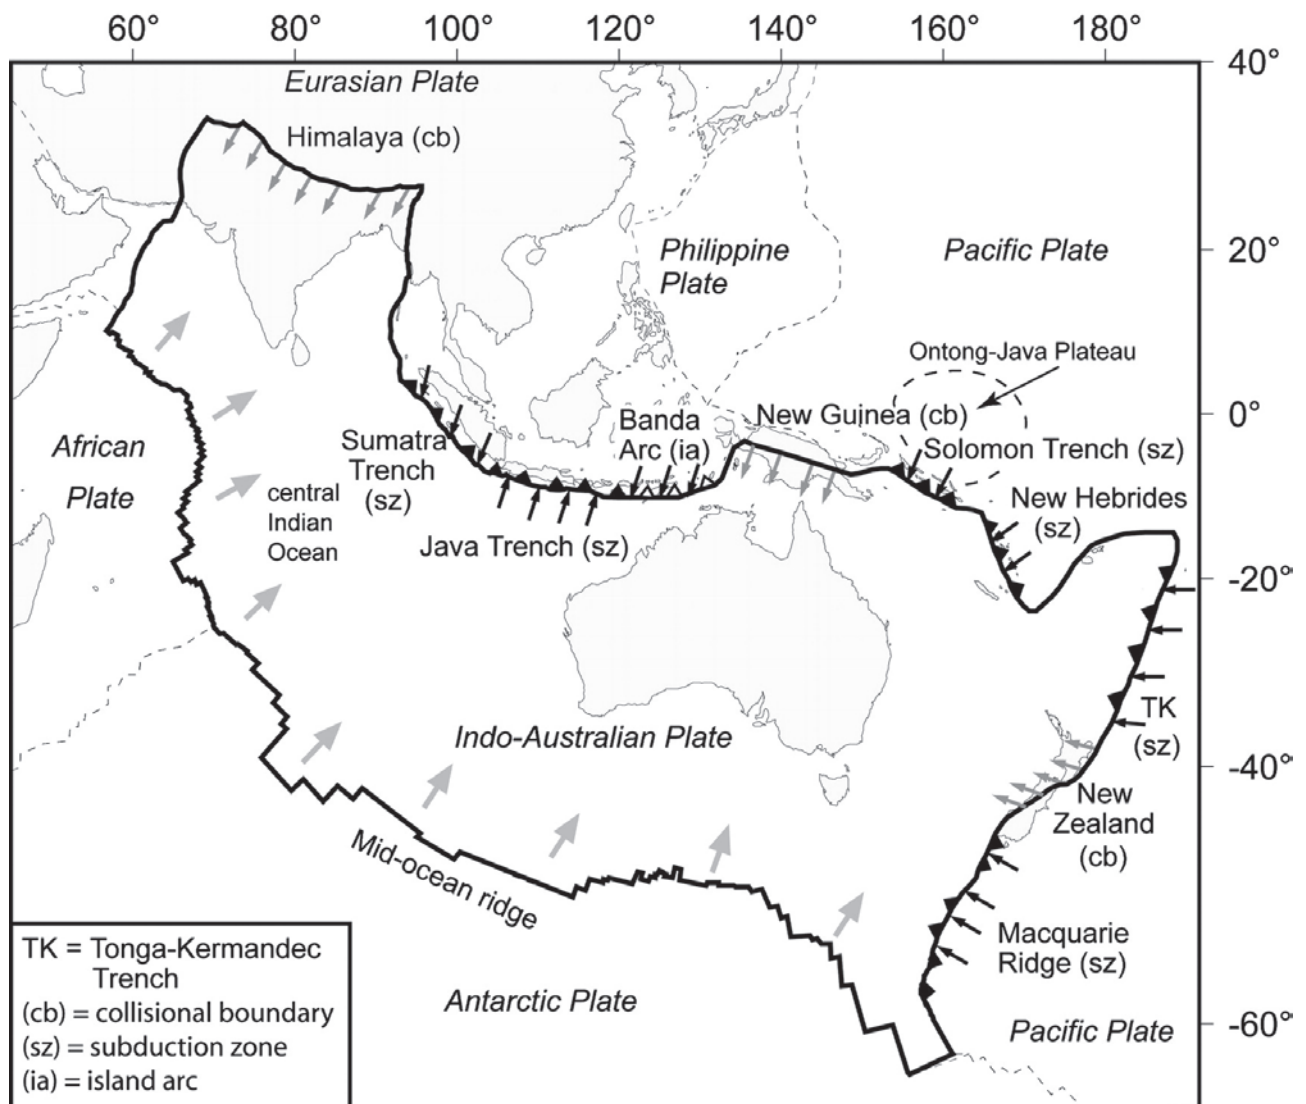 60° 80° 100° 120° 140° 160° 180°
40°
20°
0°
-20°
-40°
-60°
Eurasian Plate
Himalaya (cb)
Philippine
Plate
Pacific Plate
Ontong-Java Plateau
African
Plate
Sumatra
Trench
(sz)
Banda
Arc (ia)
New Guinea (cb)
Solomon Trench (sz)
New Hebrides
(sz)
central
Indian
Ocean
Java Trench (sz)
Indo-Australian Plate
TK
(sz)
New
Zealand
(cb)
Mid-ocean ridge
Macquarie
Ridge (sz)
Antarctic Plate
Pacific Plate
TK = Tonga-Kermandec
Trench
(cb) = collisional boundary
(sz) = subduction zone
(ia) = island arc